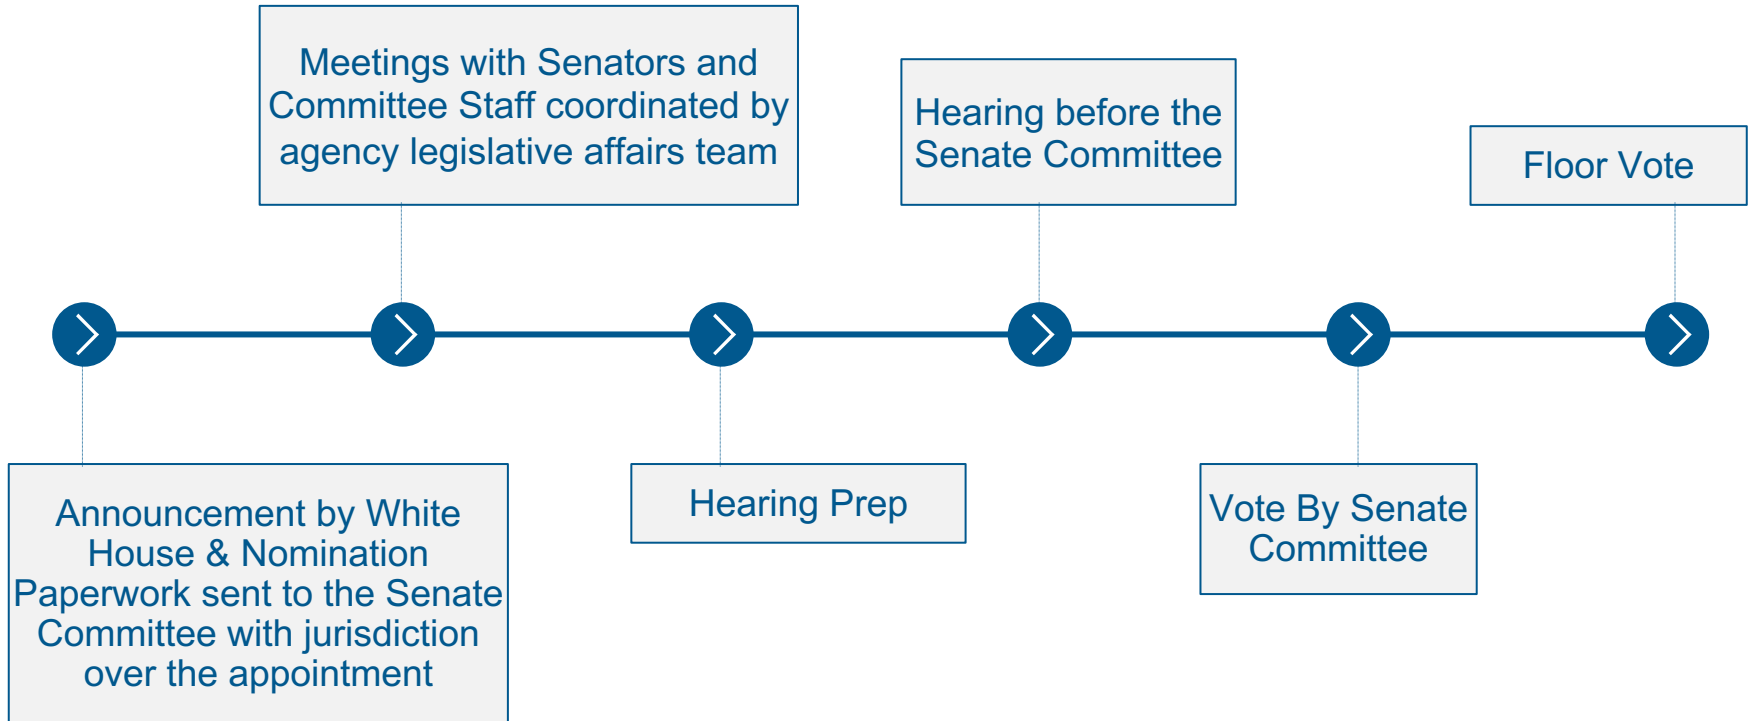 Meetings with Senators and
Committee Staff coordinated by
agency legislative affairs team
Hearing before the
Senate Committee
Floor Vote
Announcement by White
House & Nomination
Paperwork sent to the Senate
Committee with jurisdiction
over the appointment
Hearing Prep
Vote By Senate
Committee